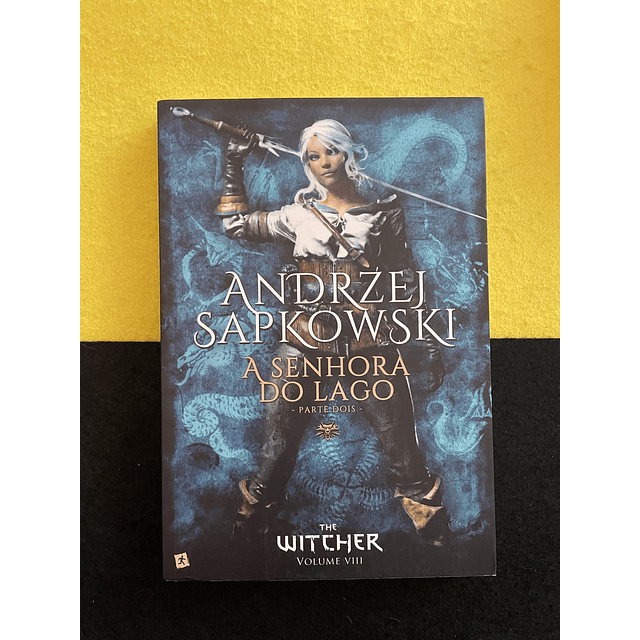 ANDRZEJ
SAPKOWSKI
A SENHORA
DO LAGO
- PARTE DOIS -
THE
WITCHER
VOLUME VIII